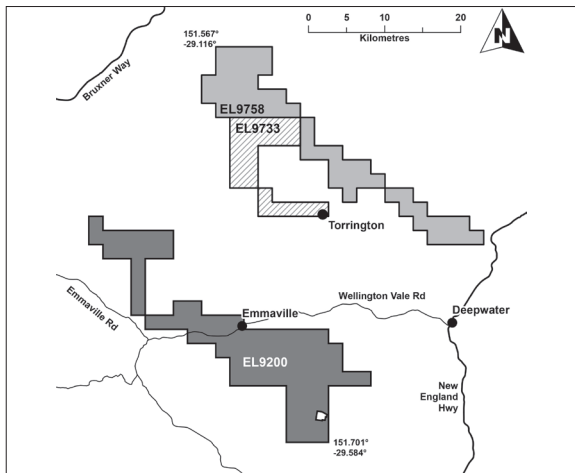 151.567°
-29.116°
0 5 10 20
Kilometres
N
Bruxner Way
EL9758
EL9733
Torrington
Emmaville Rd
Emmaville
Wellington Vale Rd
Deepwater
EL9200
New
England
Hwy
151.701°
-29.584°